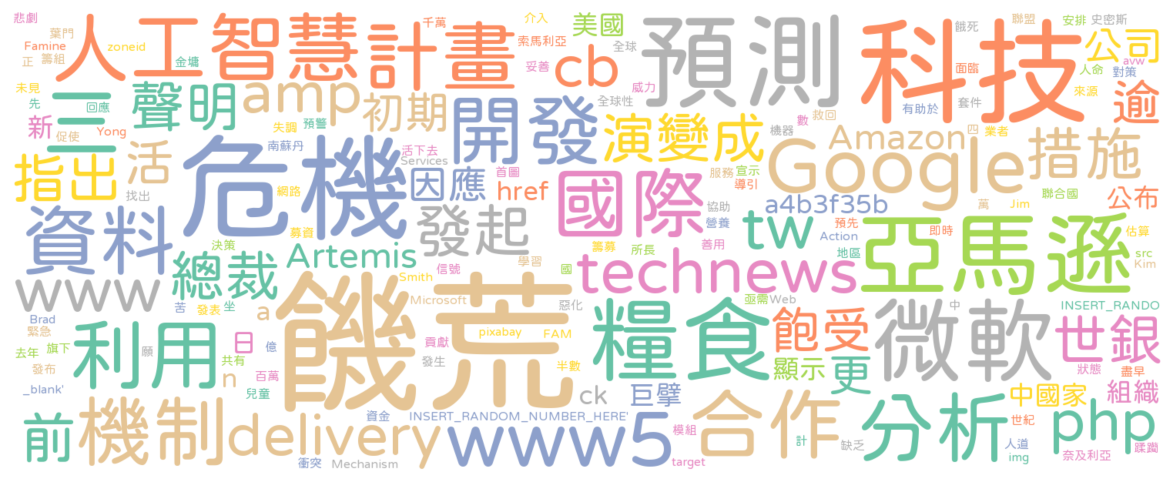 悲劇 葉門 Famine 籌組 正 zoneid 人工智慧 金墉 計畫 千萬 索馬利亞 介入 妥善 cb 美國 全球 威力 預測 科技 餓死 聯盟 面臨 安排 史密斯 公司 人命 avw 對策 來源 逾
未見 先 回應 三 聲明 amp 初期 開發 全球性 演變成 機器 救回 數 Amazon 有助於 套件 四 業者 措施
新 促使 Yong 失調 預警 南蘇丹 活下去 Services 首圖 服務 宣示 導引 Google 聯合國
指出 活 找出 危機 網路 因應 href 國際 協助 營養 a4b3f35b 預先 Action 即時 萬 Jim 公布 估算
資料 總裁 決策 募資 Artemis 發起 信號 學習 籌募 所長 善用 tw 地區 亞馬遜 src Kim
www 苦 發表 坐 a Smith Microsoft 國 technews 惡化 亟需 Web 中 INSERT_RANDO
Brad 緊急 去年 旗下 發布 利用 願 日 億 共有 饑荒 pixabay FAM 貢獻 發生 半數 糧食 飽受 顯示 更 微軟 世銀 狀態 盡早
_blank' n 百萬 兒童 ck 巨擘 中國家 組織
前 機制 delivery 資金 INSERT_RANDOM_NUMBER_HERE' www5 模組 合作 計 分析 世紀 php
衝突 Mechanism target 缺乏 人道 img 奈及利亞 蹂躪